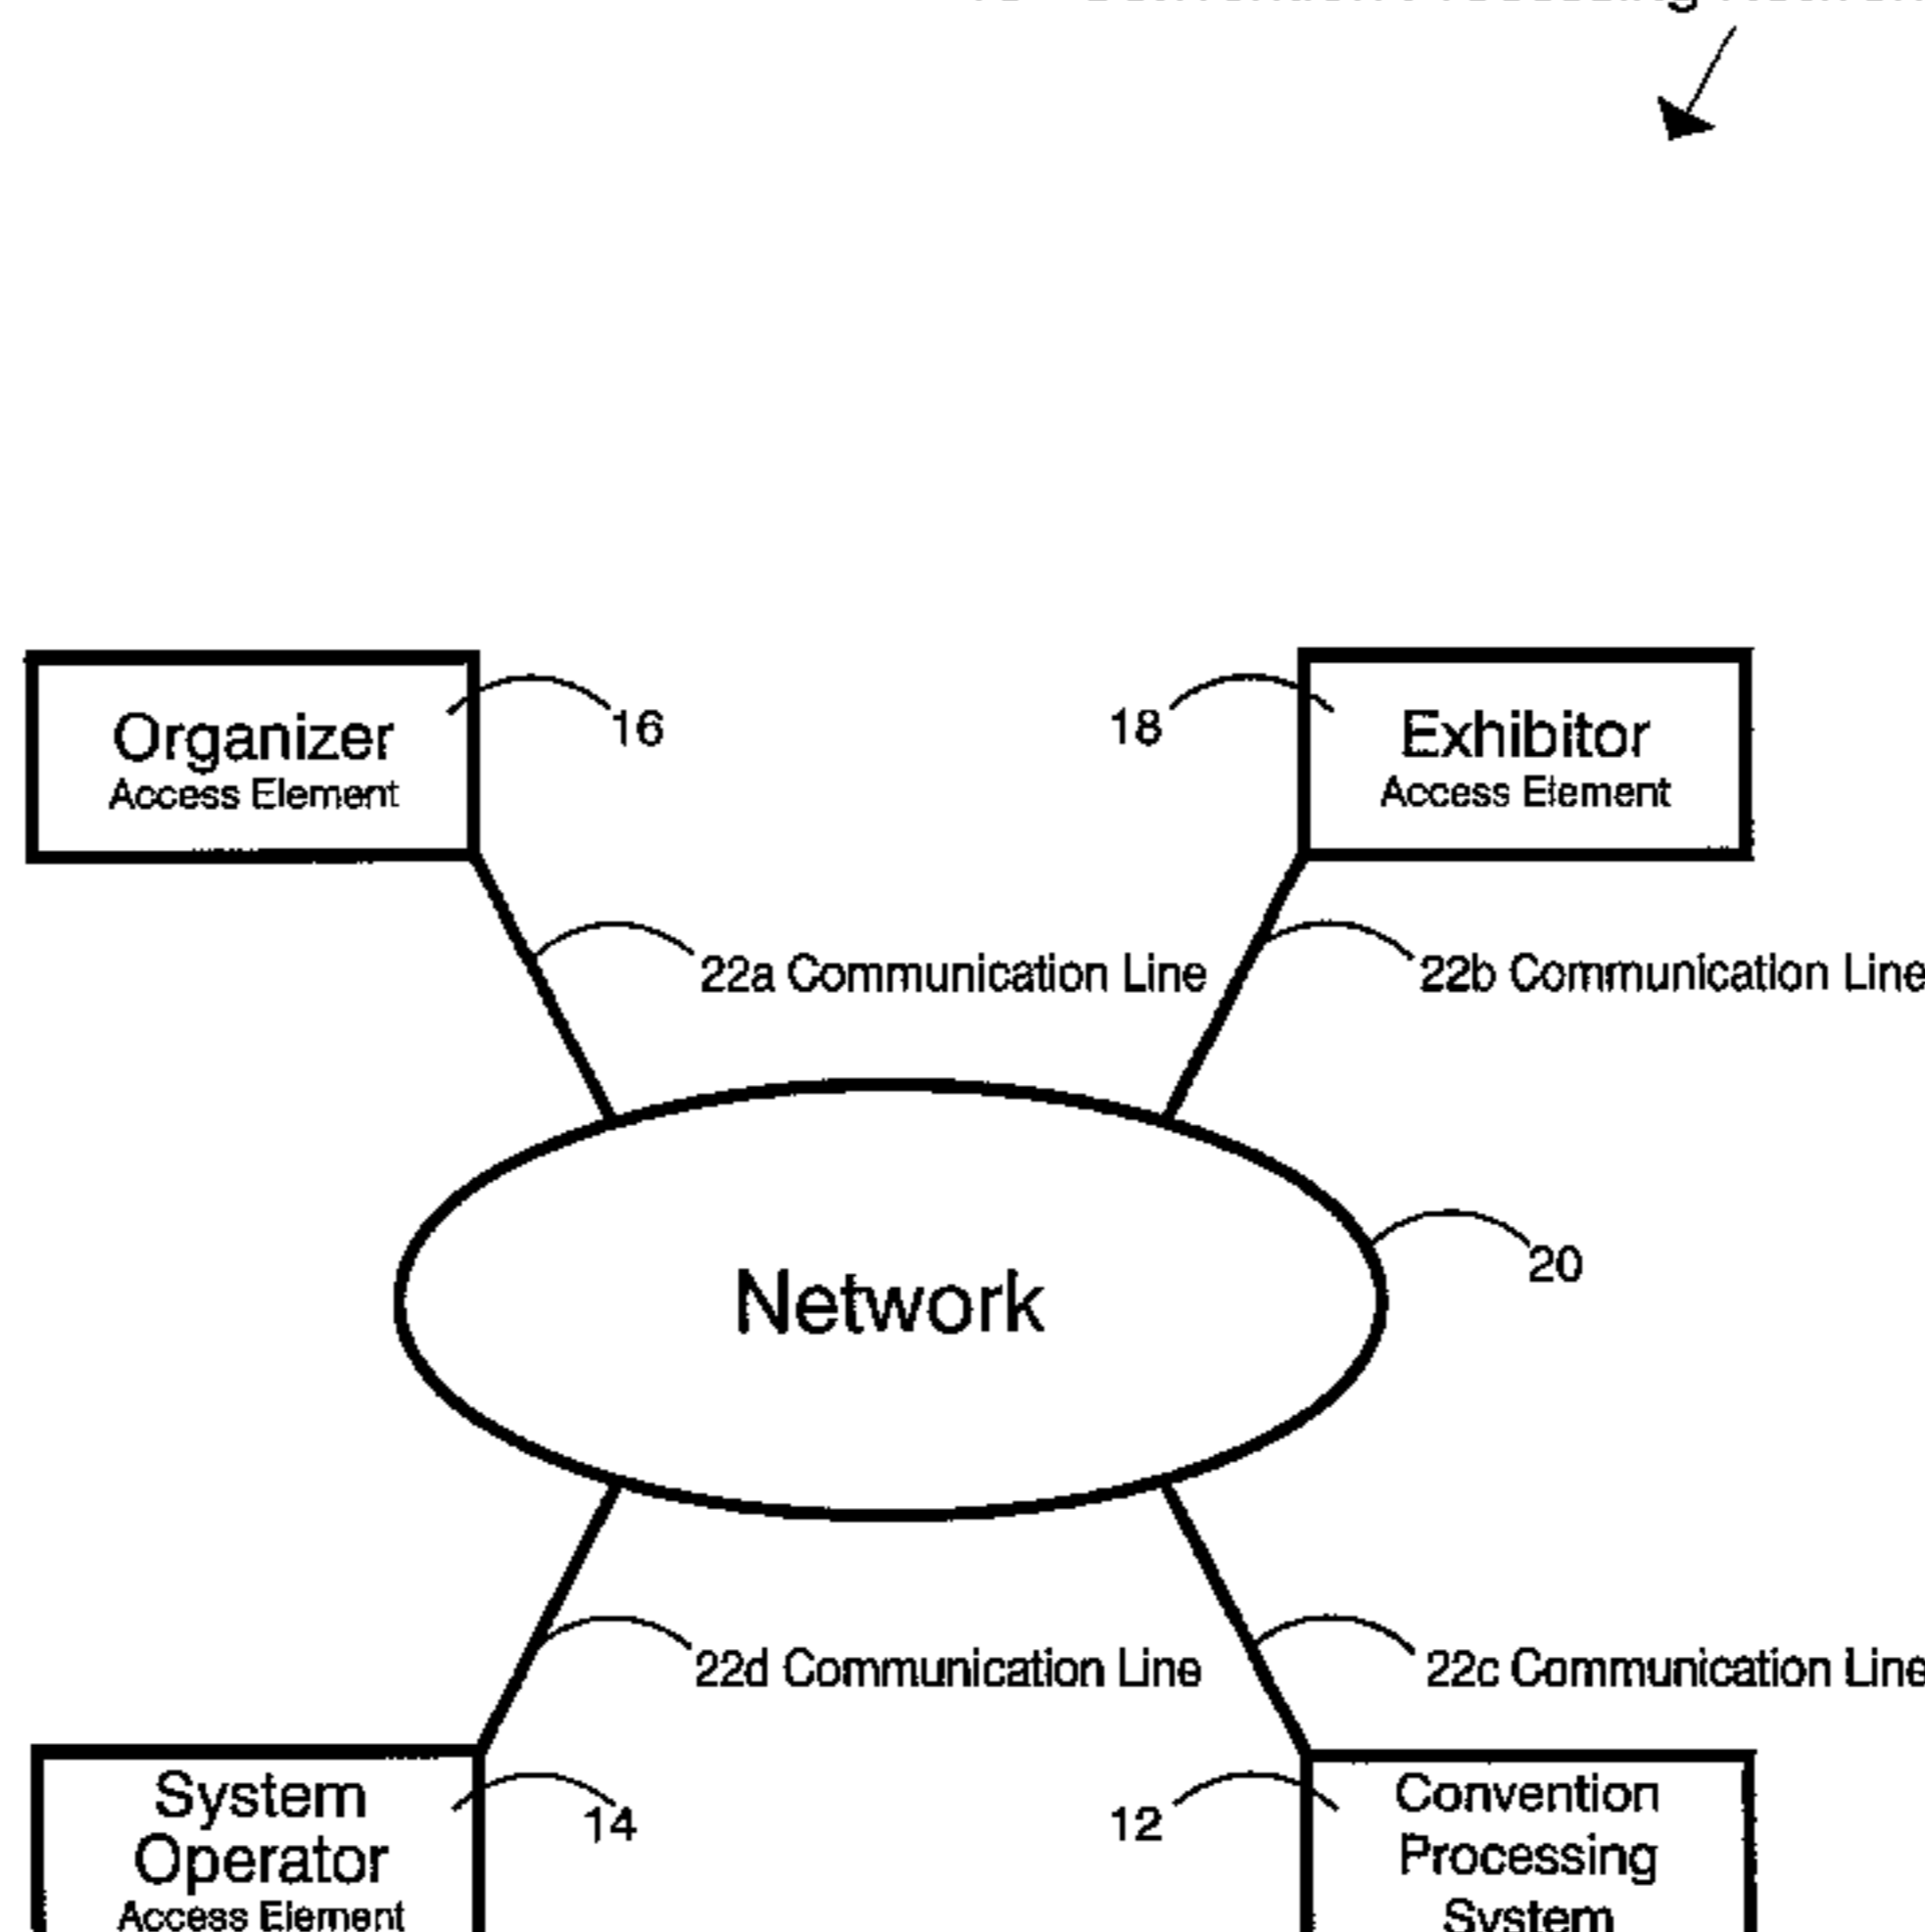 Processing
Organizer
Access Element
16
18
Exhibitor
Access Element
22a Communication Line
22b Communication Line
Network
20
22d Communication Line
22c Communication Line
System
Operator
Access Element
14
12
Convention
Processing
System